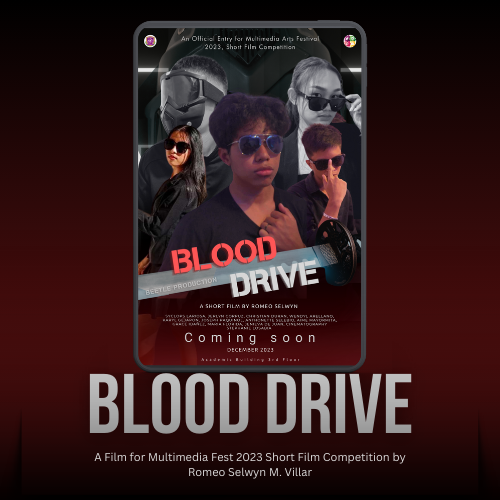 An Official Entry for Multimedia Arts Festival
2023, Short Film Competition
BLOOD
DRIVE
BEETLE PRODUCTION
A SHORT FILM BY ROMEO SELWYN
Coming soon
DECEMBER 2023
Academic Building 3rd Floor
BLOOD DRIVE
A Film for Multimedia Fest 2023 Short Film Competition by
Romeo Selwyn M. Villar